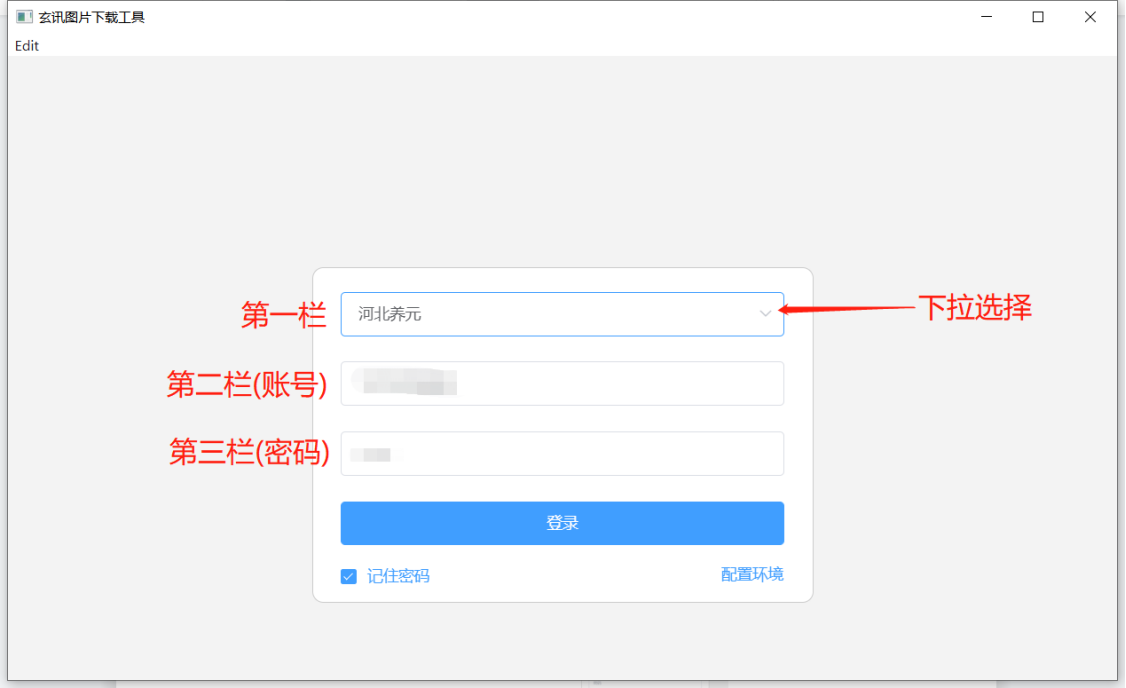 玄讯图片下载工具
Edit
第一栏
河北养元
下拉选择
第二栏(账号)
第三栏(密码)
登录
记住密码
配置环境